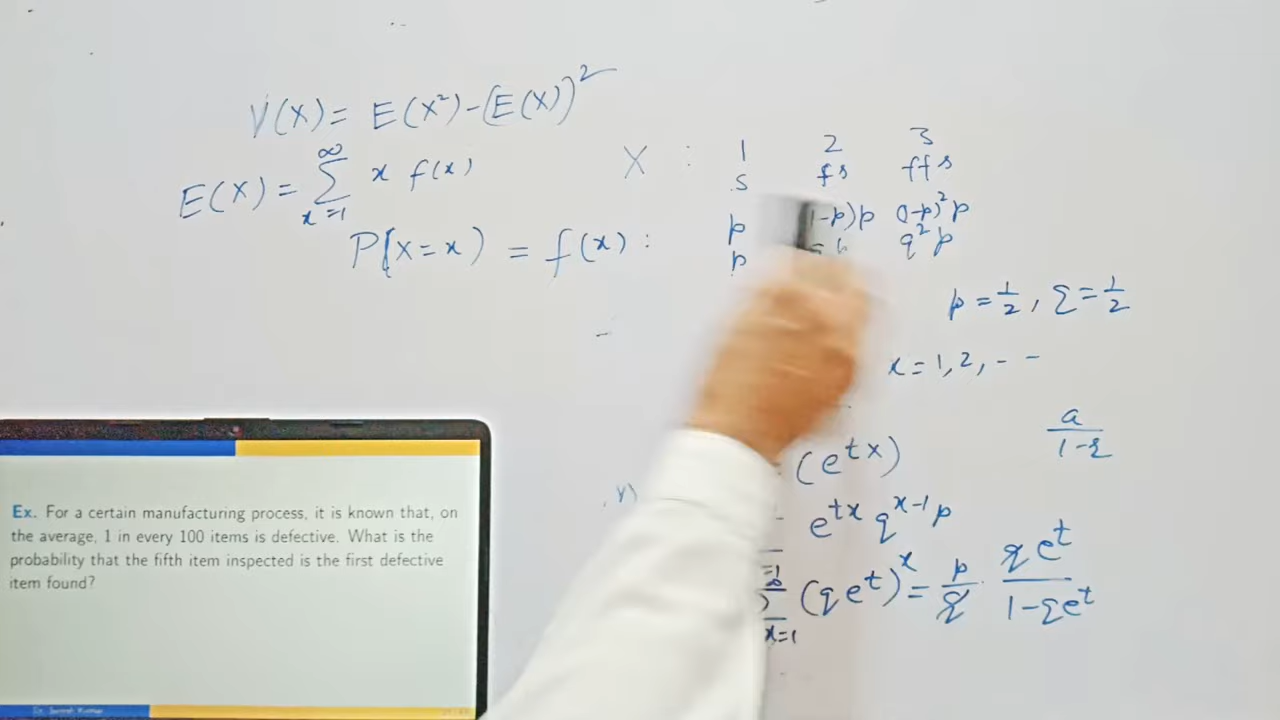 V(X) = E(X²) - (E(X))²
E(X) = ∑ x f(x)
∞
x=1
P(X=x) = f(x) :
X : 1 2 3
s fs ffs
p 1-p)p (1-p)²p
p q²p
p = 1/2, q = 1/2
x = 1, 2, - -
a/1-q
(e^{tx})
e^{tx} q^{x-1} p
(qe^t)^x = p/q · qe^t/1-qe^t
x=1
Ex. For a certain manufacturing process, it is known that, on
the average, 1 in every 100 items is defective. What is the
probability that the fifth item inspected is the first defective
item found?